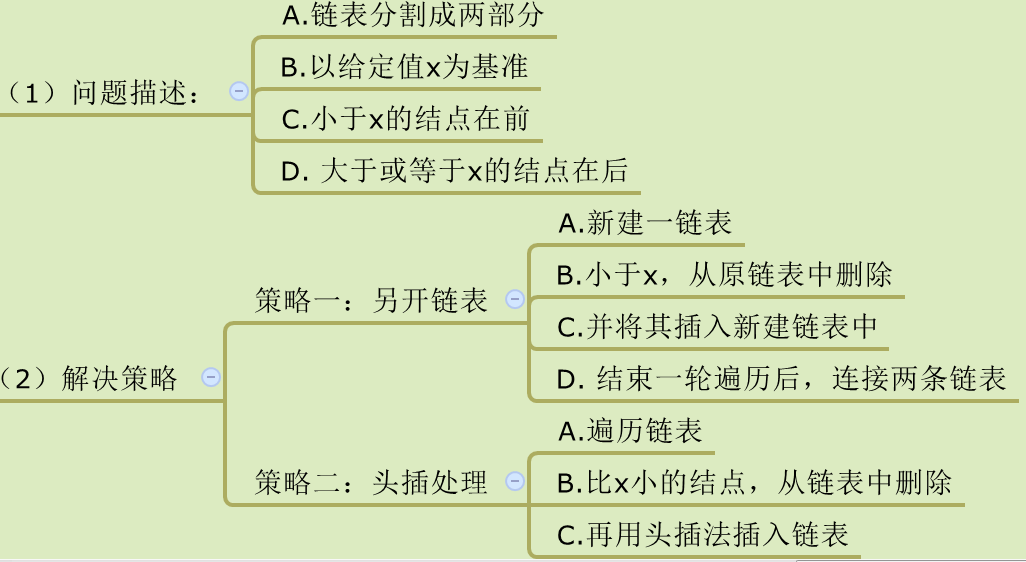 （1）问题描述：
A.链表分割成两部分
B.以给定值x为基准
C.小于x的结点在前
D. 大于或等于x的结点在后
（2）解决策略
策略一：另开链表
A.新建一链表
B.小于x，从原链表中删除
C.并将其插入新建链表中
D. 结束一轮遍历后，连接两条链表
策略二：头插处理
A.遍历链表
B.比x小的结点，从链表中删除
C.再用头插法插入链表